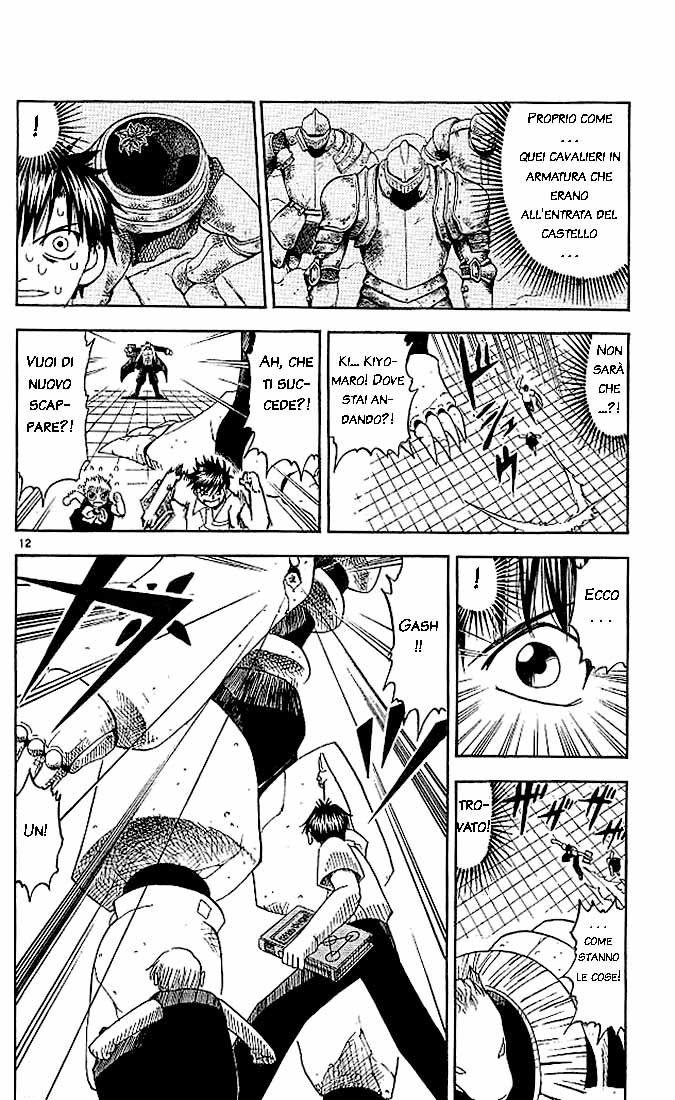 PROPRIO COME
...
QUEI CAVALIERI IN
ARMATURA CHE
ERANO
ALL'ENTRATA DEL
CASTELLO
...
!
NON
SARÀ
CHE
...?!
KI... KIYO-
MARO! DOVE
STAI AN-
DANDO?!
AH, CHE
TI SUC-
CEDE?!
VUOI DI
NUOVO
SCAP-
PARE?!
12
ECCO
...
!
TRO-
VATO!
...
COME
STANNO
LE COSE!
GASH
!!
UN!